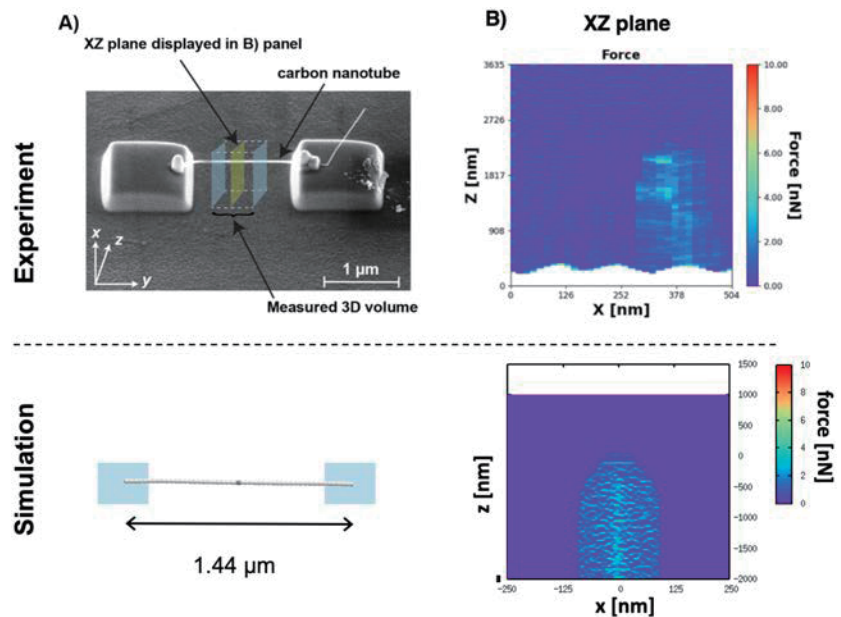 A)
XZ plane displayed in B) panel
carbon nanotube
x
z
y
1 µm
Measured 3D volume
Experiment
B)
XZ plane
Force
3635
2726
1817
908
0
Z [nm]
0 126 252 378 504
X [nm]
10.00
8.00
6.00
4.00
2.00
0.00
Force [nN]
Simulation
1.44 µm
1500
1000
500
0
-500
-1000
-1500
-2000
z [nm]
-250 -125 0 125 250
x [nm]
10
8
6
4
2
0
force [nN]